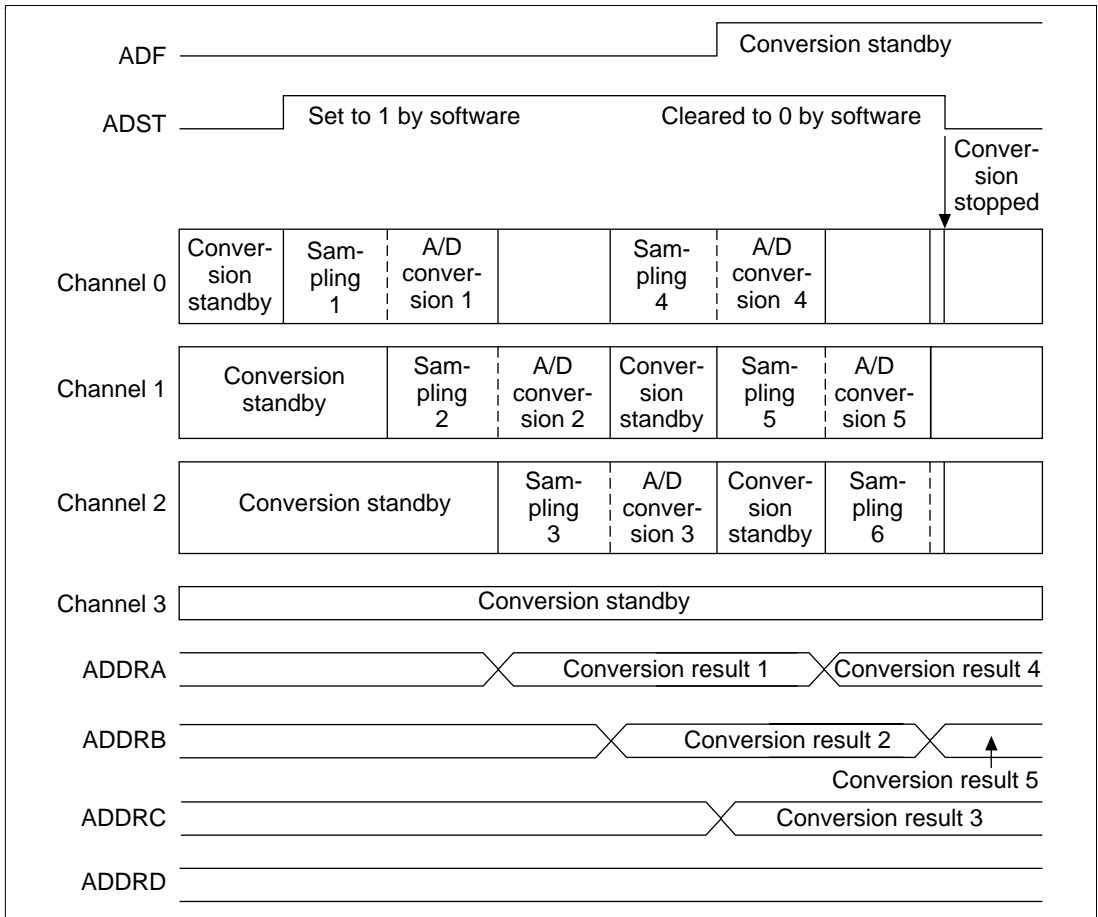 ADF
Conversion standby
ADST
Set to 1 by software
Cleared to 0 by software
Conver-
sion
stopped
Channel 0
Conver-
sion
standby
Sam-
pling
1
A/D
conver-
sion 1
Sam-
pling
4
A/D
conver-
sion 4
Channel 1
Conversion
standby
Sam-
pling
2
A/D
conver-
sion 2
Conver-
sion
standby
Sam-
pling
5
A/D
conver-
sion 5
Channel 2
Conversion standby
Sam-
pling
3
A/D
conver-
sion 3
Conver-
sion
standby
Sam-
pling
6
Channel 3
Conversion standby
ADDRA
Conversion result 1
Conversion result 4
ADDRB
Conversion result 2
Conversion result 5
ADDRC
Conversion result 3
ADDRD